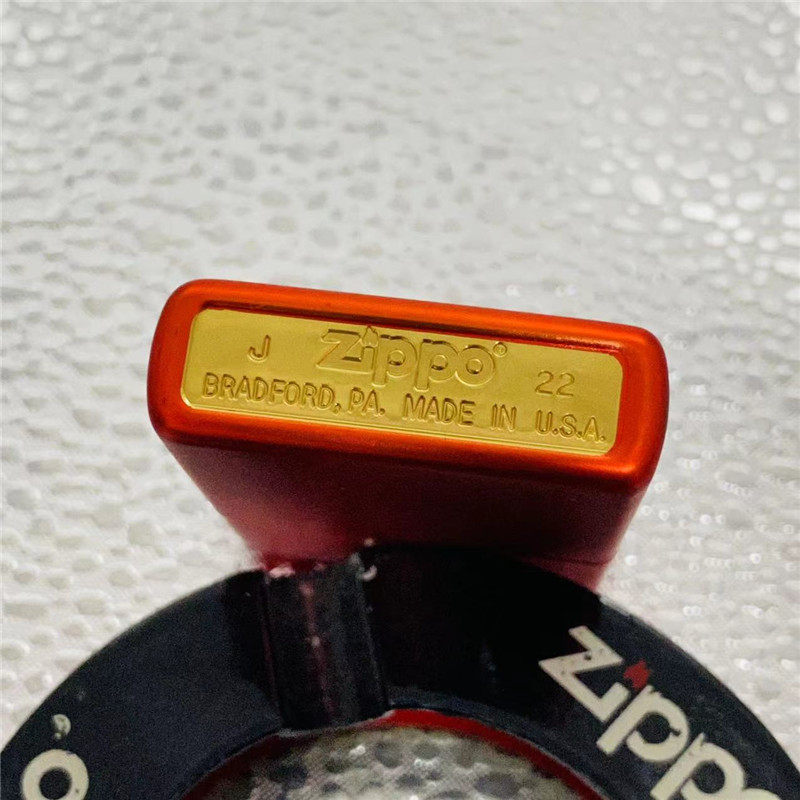 J Zippo® 22
BRADFORD, PA. MADE IN U.S.A.
Zippo
o